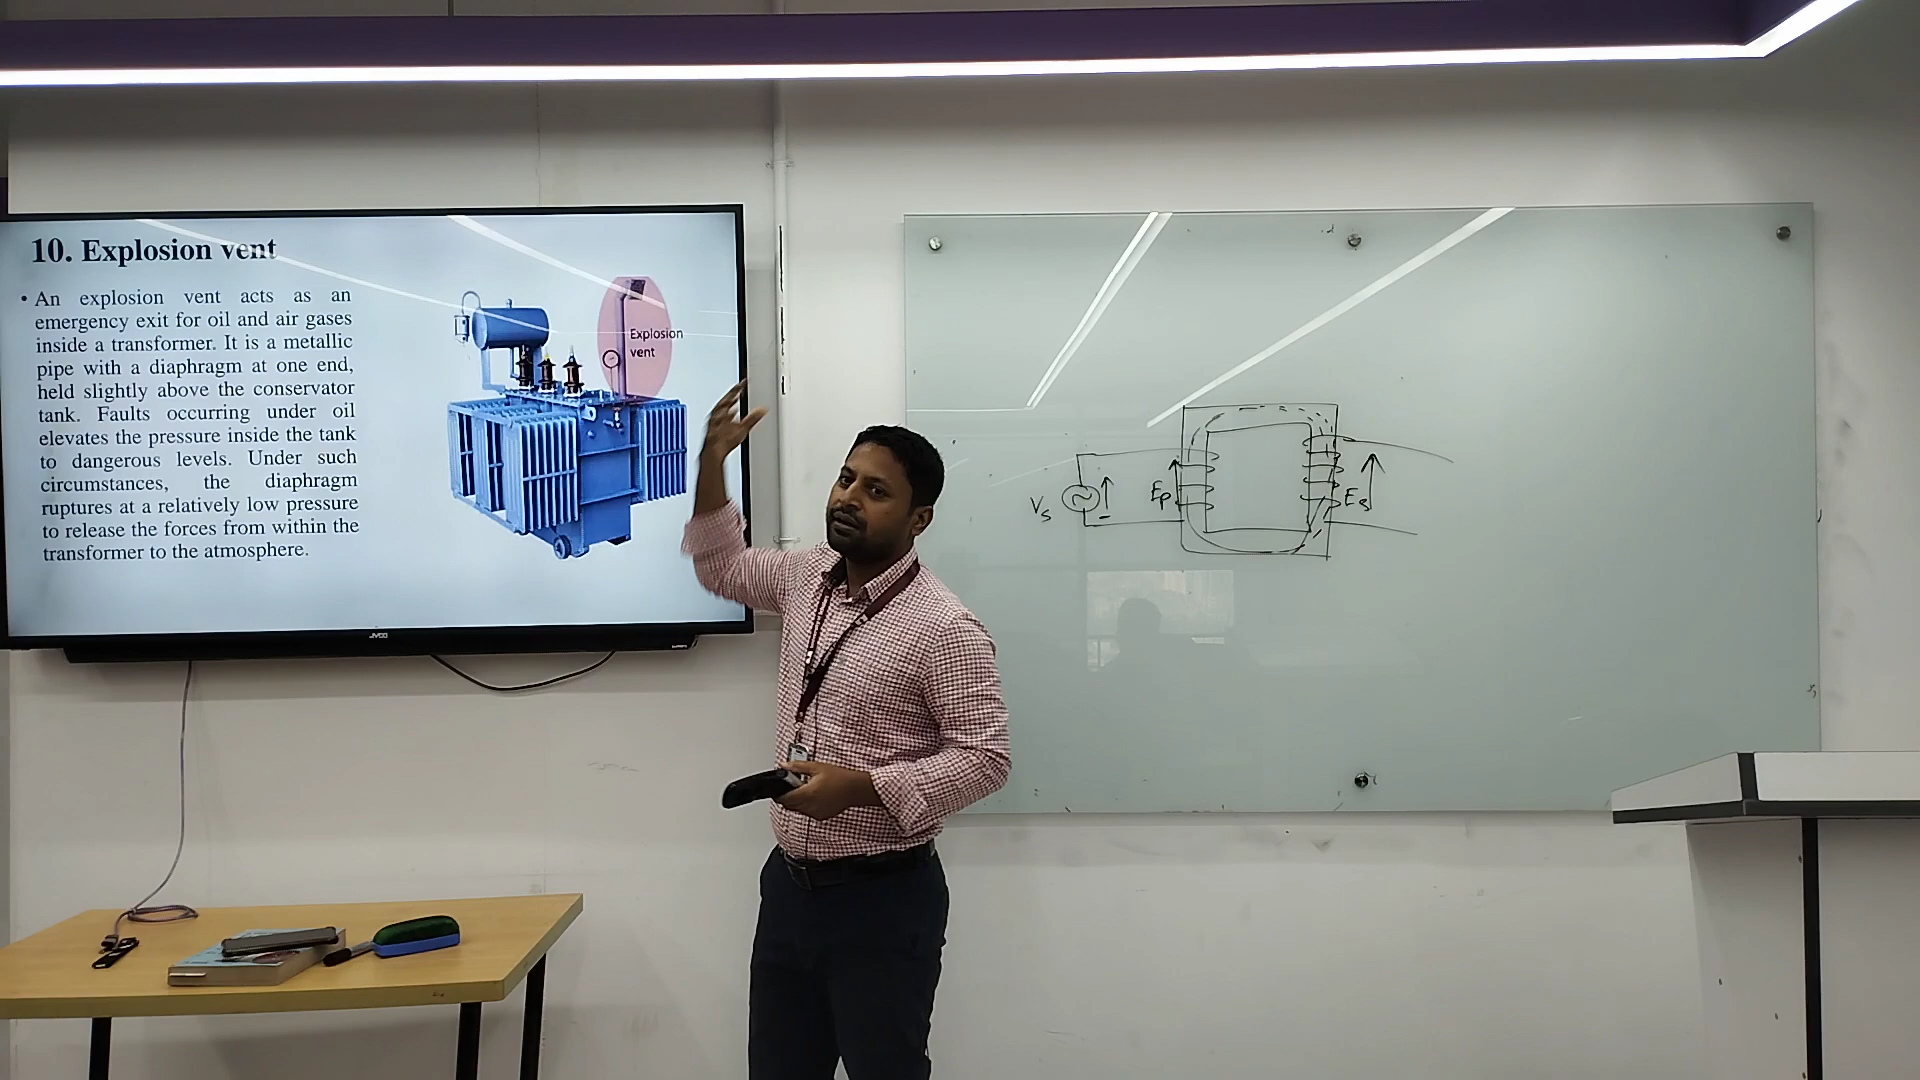 10. Explosion vent
• An explosion vent acts as an
emergency exit for oil and air gases
inside a transformer. It is a metallic
pipe with a diaphragm at one end,
held slightly above the conservator
tank. Faults occurring under oil
elevates the pressure inside the tank
to dangerous levels. Under such
circumstances, the diaphragm
ruptures at a relatively low pressure
to release the forces from within the
transformer to the atmosphere.
Explosion
vent
Vs
Ep
Es